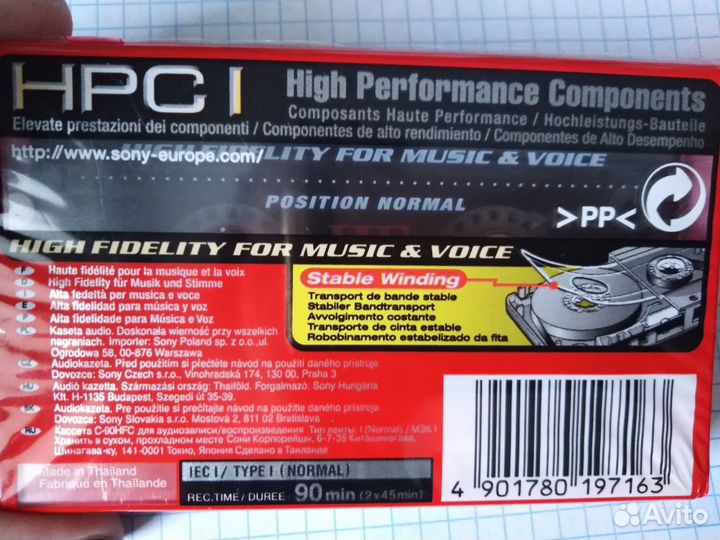 HPC I
High Performance Components
Composants Haute Performance / Hochleistungs-Bauteile
Elevate prestazioni dei componenti / Componentes de alto rendimiento / Componentes de Alto Desempenho
http://www.sony-europe.com/
HIGH FIDELITY FOR MUSIC & VOICE
POSITION NORMAL
>PP<
HIGH FIDELITY FOR MUSIC & VOICE
F Haute fidélité pour la musique et la voix
D High Fidelity für Musik und Stimme
I Alta fedeltà per musica e voce
E Alta fidelidad para música y voz
P Alta fidelidade para Música e Voz
PL Kaseta audio. Doskonała wierność przy wszelkich
nagraniach. Importer: Sony Poland sp. z o.o.,ul.
Ogrodowa 58, 00-876 Warszawa
CZ Audiokazeta. Před použitím si přečtěte návod na použití daného přístroje.
Dovozce: Sony Czech s.r.o., Vinohradská 174, 130 00, Praha 3
HU Audió kazetta. Származási ország: Thaiföld. Forgalmazó: Sony Hungária
Kft. H-1135 Budapest, Szegedi út 35-39.
SK Audiokazeta. Pre použitie si prečítajte návod na použitie daného prístroja.
Dovozca: Sony Slovakia s.r.o. Mostová 2, 811 02 Bratislava
RU Кассета C-90HFC для аудиозаписи/воспроизведения Тип ленты: I (Normal) / МЭК I
Хранить в сухом, прохладном месте Сони Корпорейшн, 6-7-35 Киташинагава,
Шинагава-ку, 141-0001 Токио, Япония Сделано в Таиланде
Stable Winding
Transport de bande stable
Stabiler Bandtransport
Avvolgimento costante
Transporte de cinta estable
Robobinamento estabelizado da fita
Made in Thailand
Fabriqué en Thaïlande
IEC I / TYPE I (NORMAL)
REC.TIME / DUREE 90 min (2x45min)
4 901780 197163
Avito